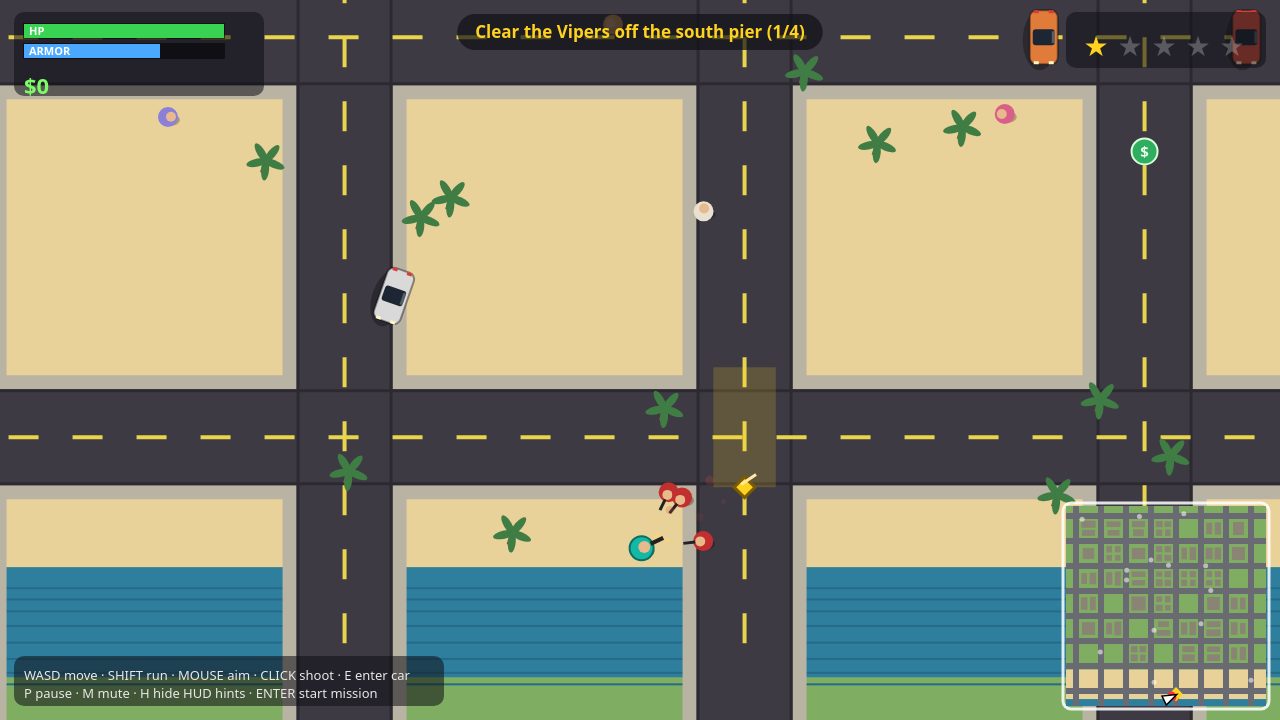 HP
ARMOR
$0
Clear the Vipers off the south pier (1/4)
$
WASD move · SHIFT run · MOUSE aim · CLICK shoot · E enter car
P pause · M mute · H hide HUD hints · ENTER start mission